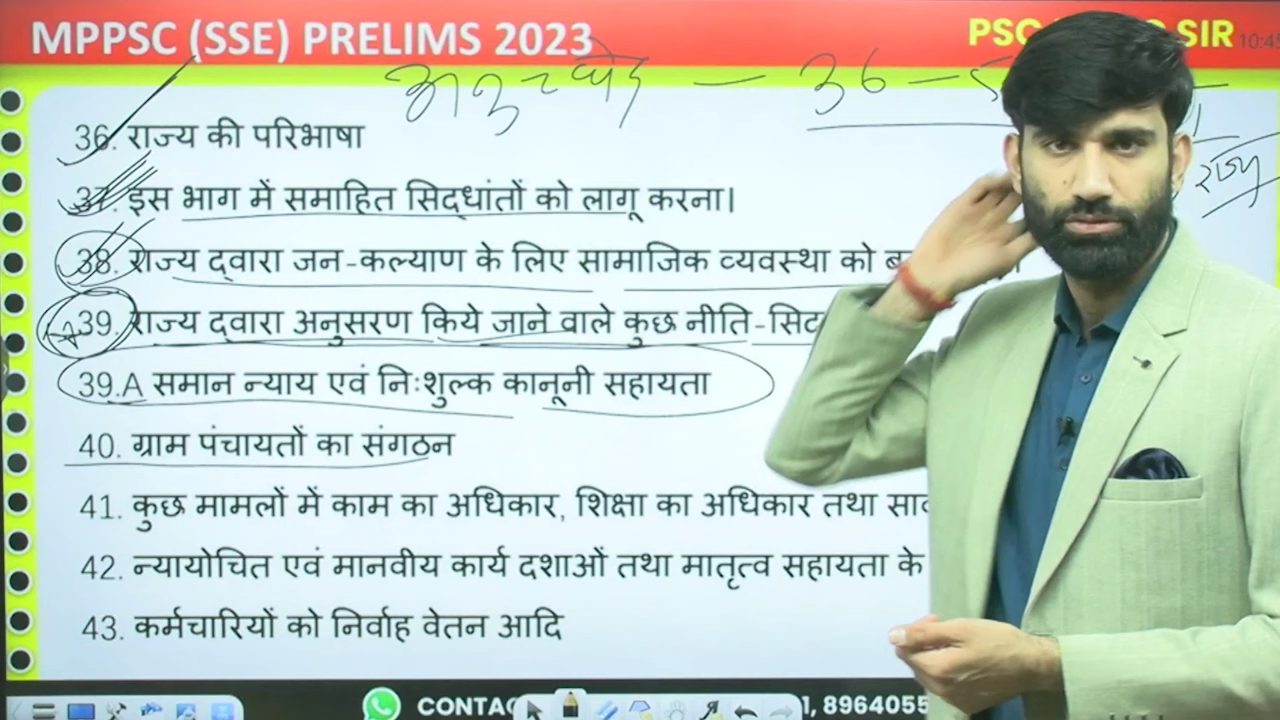 MPPSC (SSE) PRELIMS 2023
PSC SIR
अनुच्छेद - 36 -
राज्य
36. राज्य की परिभाषा
37. इस भाग में समाहित सिद्धांतों को लागू करना।
38. राज्य द्वारा जन-कल्याण के लिए सामाजिक व्यवस्था को
39. राज्य द्वारा अनुसरण किये जाने वाले कुछ नीति-
39.A समान न्याय एवं निःशुल्क कानूनी सहायता
40. ग्राम पंचायतों का संगठन
41. कुछ मामलों में काम का अधिकार, शिक्षा का अधिकार तथा
42. न्यायोचित एवं मानवीय कार्य दशाओं तथा मातृत्व सहायता के
43. कर्मचारियों को निर्वाह वेतन आदि